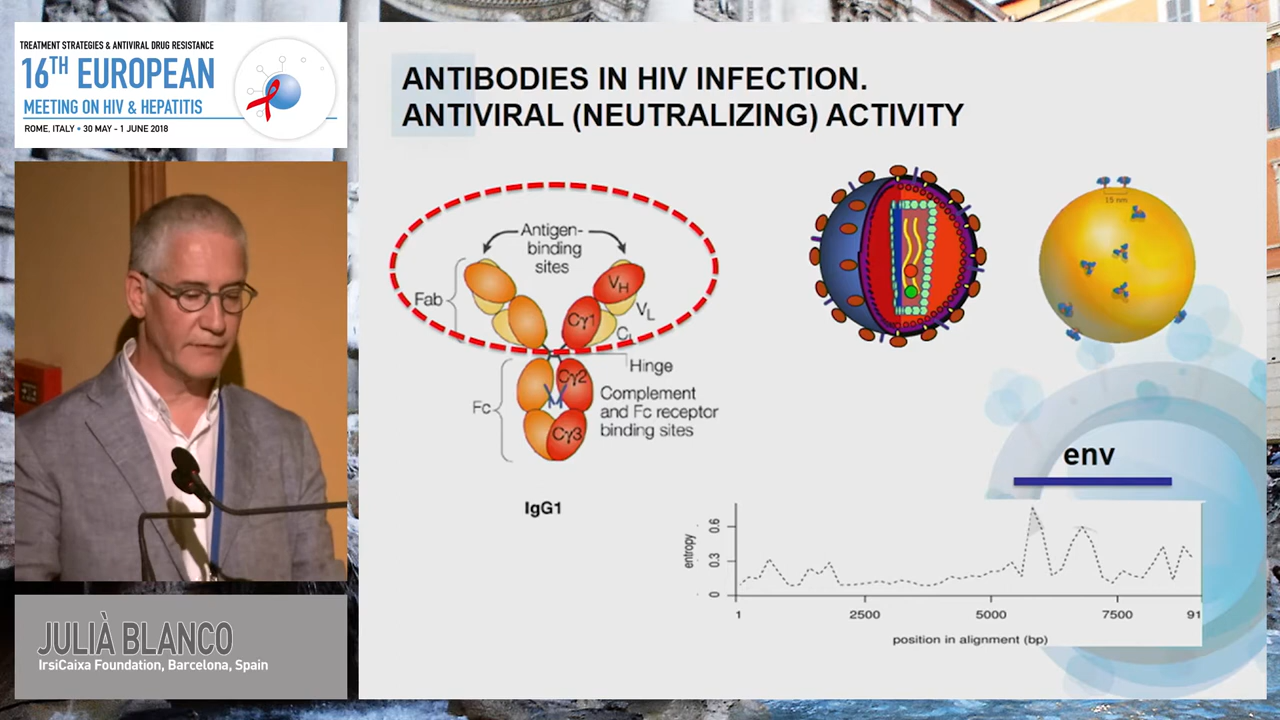 TREATMENT STRATEGIES & ANTIVIRAL DRUG RESISTANCE
16TH EUROPEAN
MEETING ON HIV & HEPATITIS
ROME, ITALY • 30 MAY - 1 JUNE 2018
JULIÀ BLANCO
IrsiCaixa Foundation, Barcelona, Spain
ANTIBODIES IN HIV INFECTION.
ANTIVIRAL (NEUTRALIZING) ACTIVITY
Antigen-
binding
sites
Fab
VH
VL
Cγ1
CL
Hinge
Fc
Cγ2
Cγ3
Complement
and Fc receptor
binding sites
IgG1
15 nm
env
entropy
0.6
0.3
0
1
2500
5000
7500
91
position in alignment (bp)